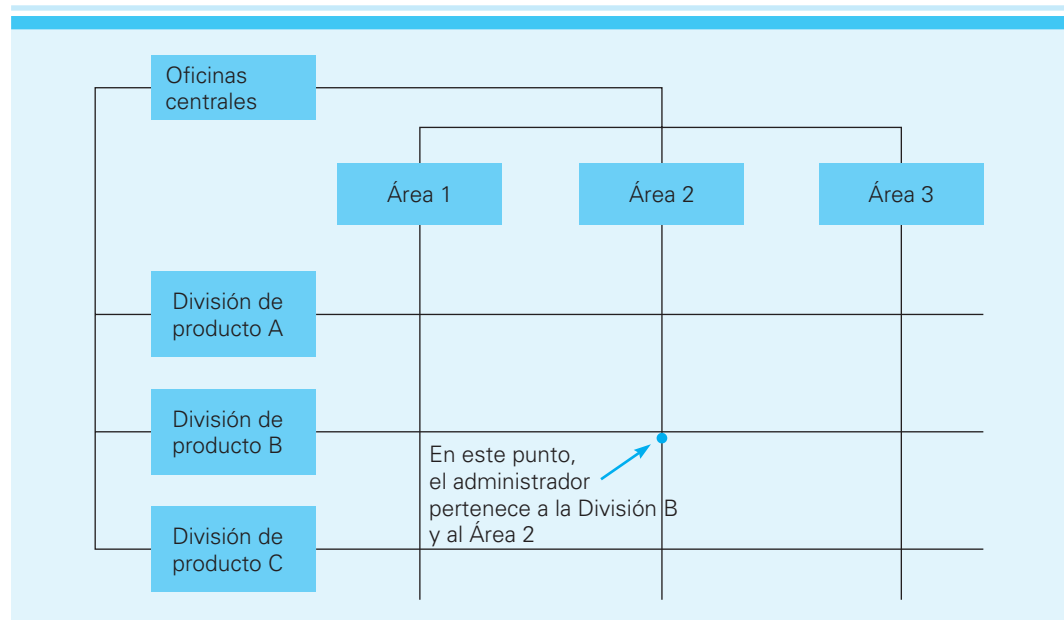 Oficinas
centrales
Área 1
Área 2
Área 3
División de
producto A
División de
producto B
En este punto,
el administrador
pertenece a la División B
y al Área 2
División de
producto C